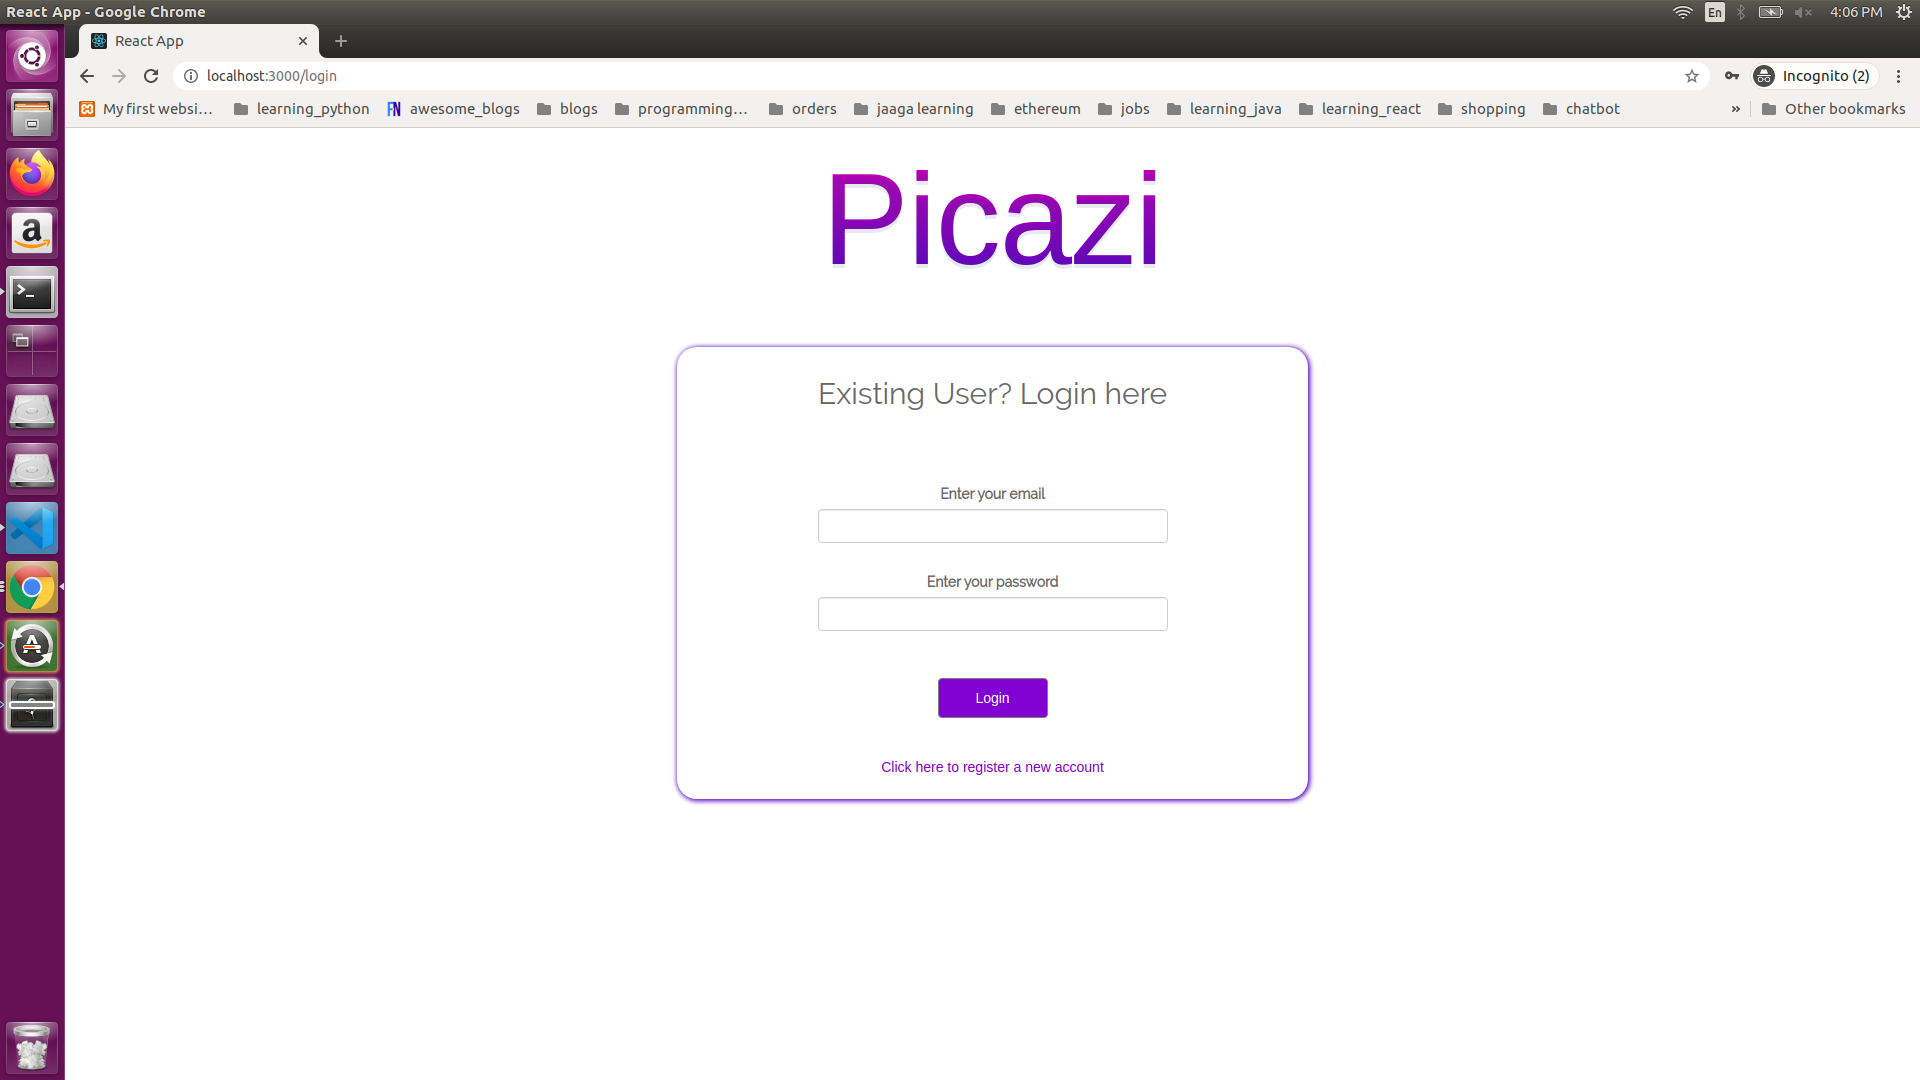 React App - Google Chrome
En
4:06 PM
React App
localhost:3000/login
Incognito (2)
My first websi...
learning_python
awesome_blogs
blogs
programming...
orders
jaaga learning
ethereum
jobs
learning_java
learning_react
shopping
chatbot
»
Other bookmarks
Picazi
Existing User? Login here
Enter your email
Enter your password
Login
Click here to register a new account